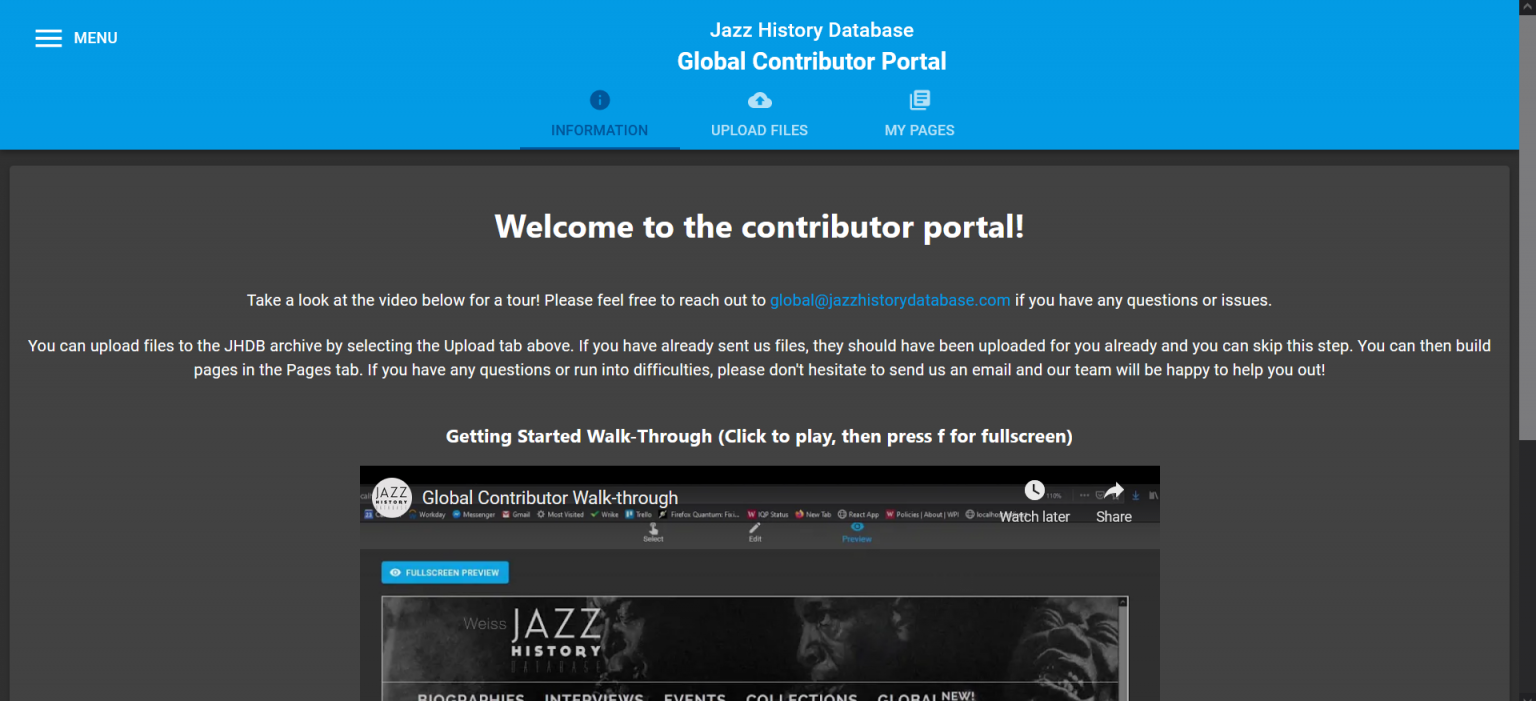 MENU
Jazz History Database
Global Contributor Portal
INFORMATION
UPLOAD FILES
MY PAGES
Welcome to the contributor portal!
Take a look at the video below for a tour! Please feel free to reach out to global@jazzhistorydatabase.com if you have any questions or issues.
You can upload files to the JHDB archive by selecting the Upload tab above. If you have already sent us files, they should have been uploaded for you already and you can skip this step. You can then build
pages in the Pages tab. If you have any questions or run into difficulties, please don't hesitate to send us an email and our team will be happy to help you out!
Getting Started Walk-Through (Click to play, then press f for fullscreen)
JAZZ
HISTORY
DATABASE
Global Contributor Walk-through
110%
Watch later
Share
Workday Messenger Gmail Most Visited Wrike Trello Firefox Quantum: Fixi... IQP Status New Tab React App Policies | About | WPI
Select
Edit
Preview
FULLSCREEN PREVIEW
Weiss
JAZZ
HISTORY
DATABASE
BIOGRAPHIES INTERVIEWS EVENTS COLLECTIONS GLOBAL NEW!